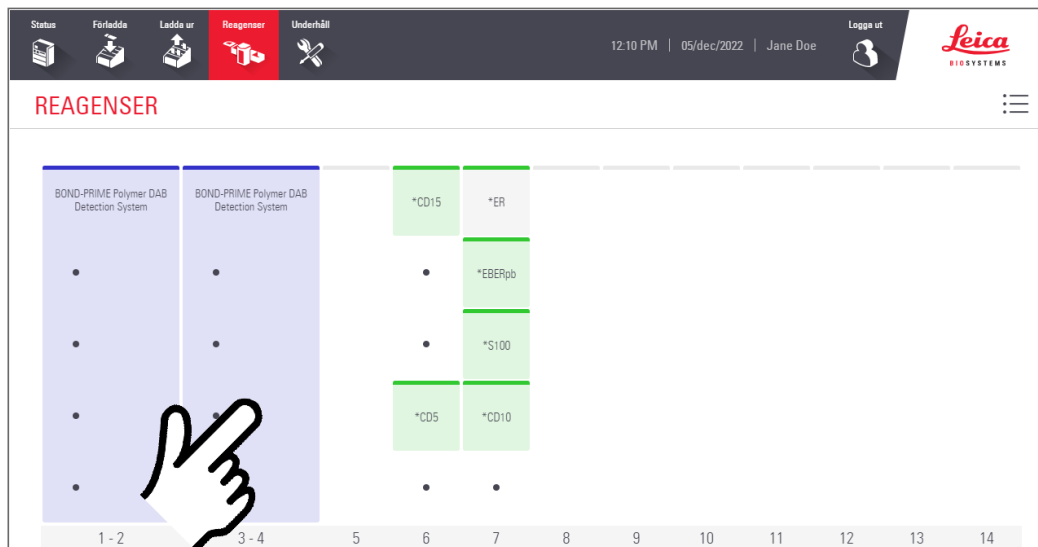 Status Förladda Ladda ur Reagenser Underhåll Logga ut
12:10 PM | 05/dec/2022 | Jane Doe
Leica
BIOSYSTEMS
REAGENSER
BOND-PRIME Polymer DAB
Detection System
BOND-PRIME Polymer DAB
Detection System
*CD15 *ER
*EBERpb
*S100
*CD5 *CD10
1 - 2 3 - 4 5 6 7 8 9 10 11 12 13 14